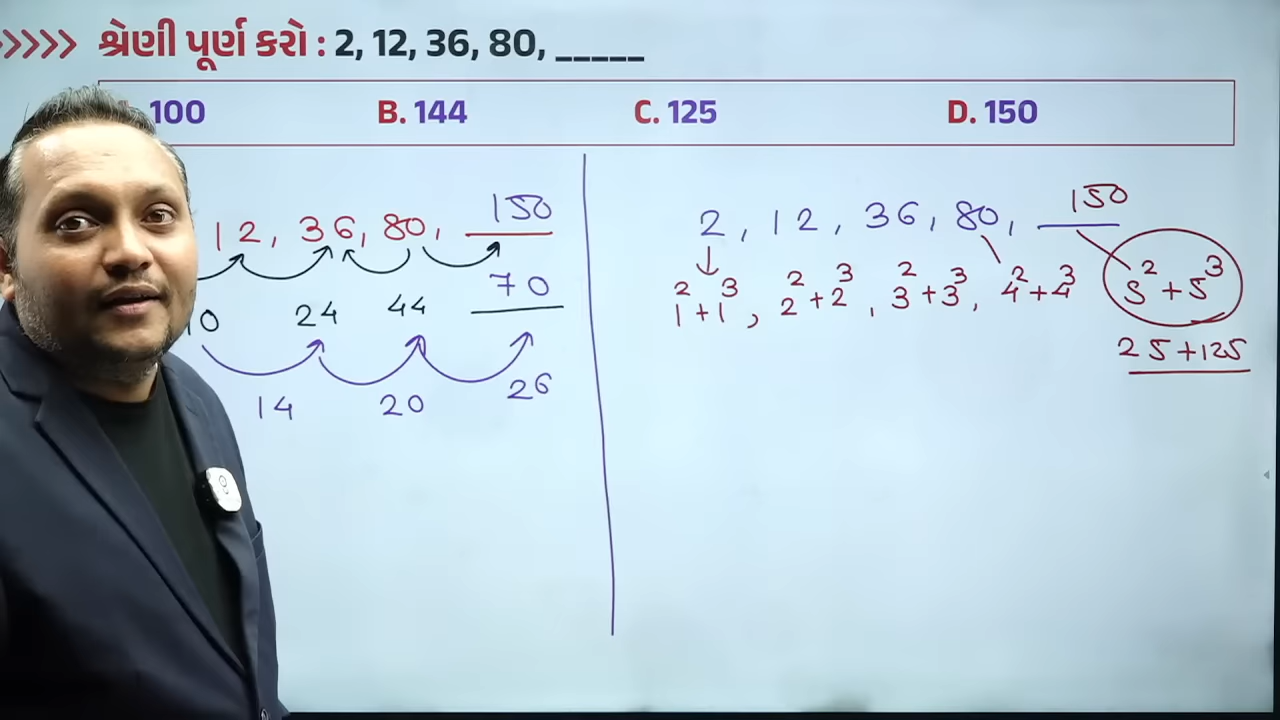 >>>>> શ્રેણી પૂર્ણ કરો : 2, 12, 36, 80, _____
100 B. 144 C. 125 D. 150
12, 36, 80, 150
10 24 44 70
14 20 26
2, 12, 36, 80, 150
1² + 1³, 2² + 2³, 3² + 3³, 4² + 4³ 5² + 5³
25 + 125